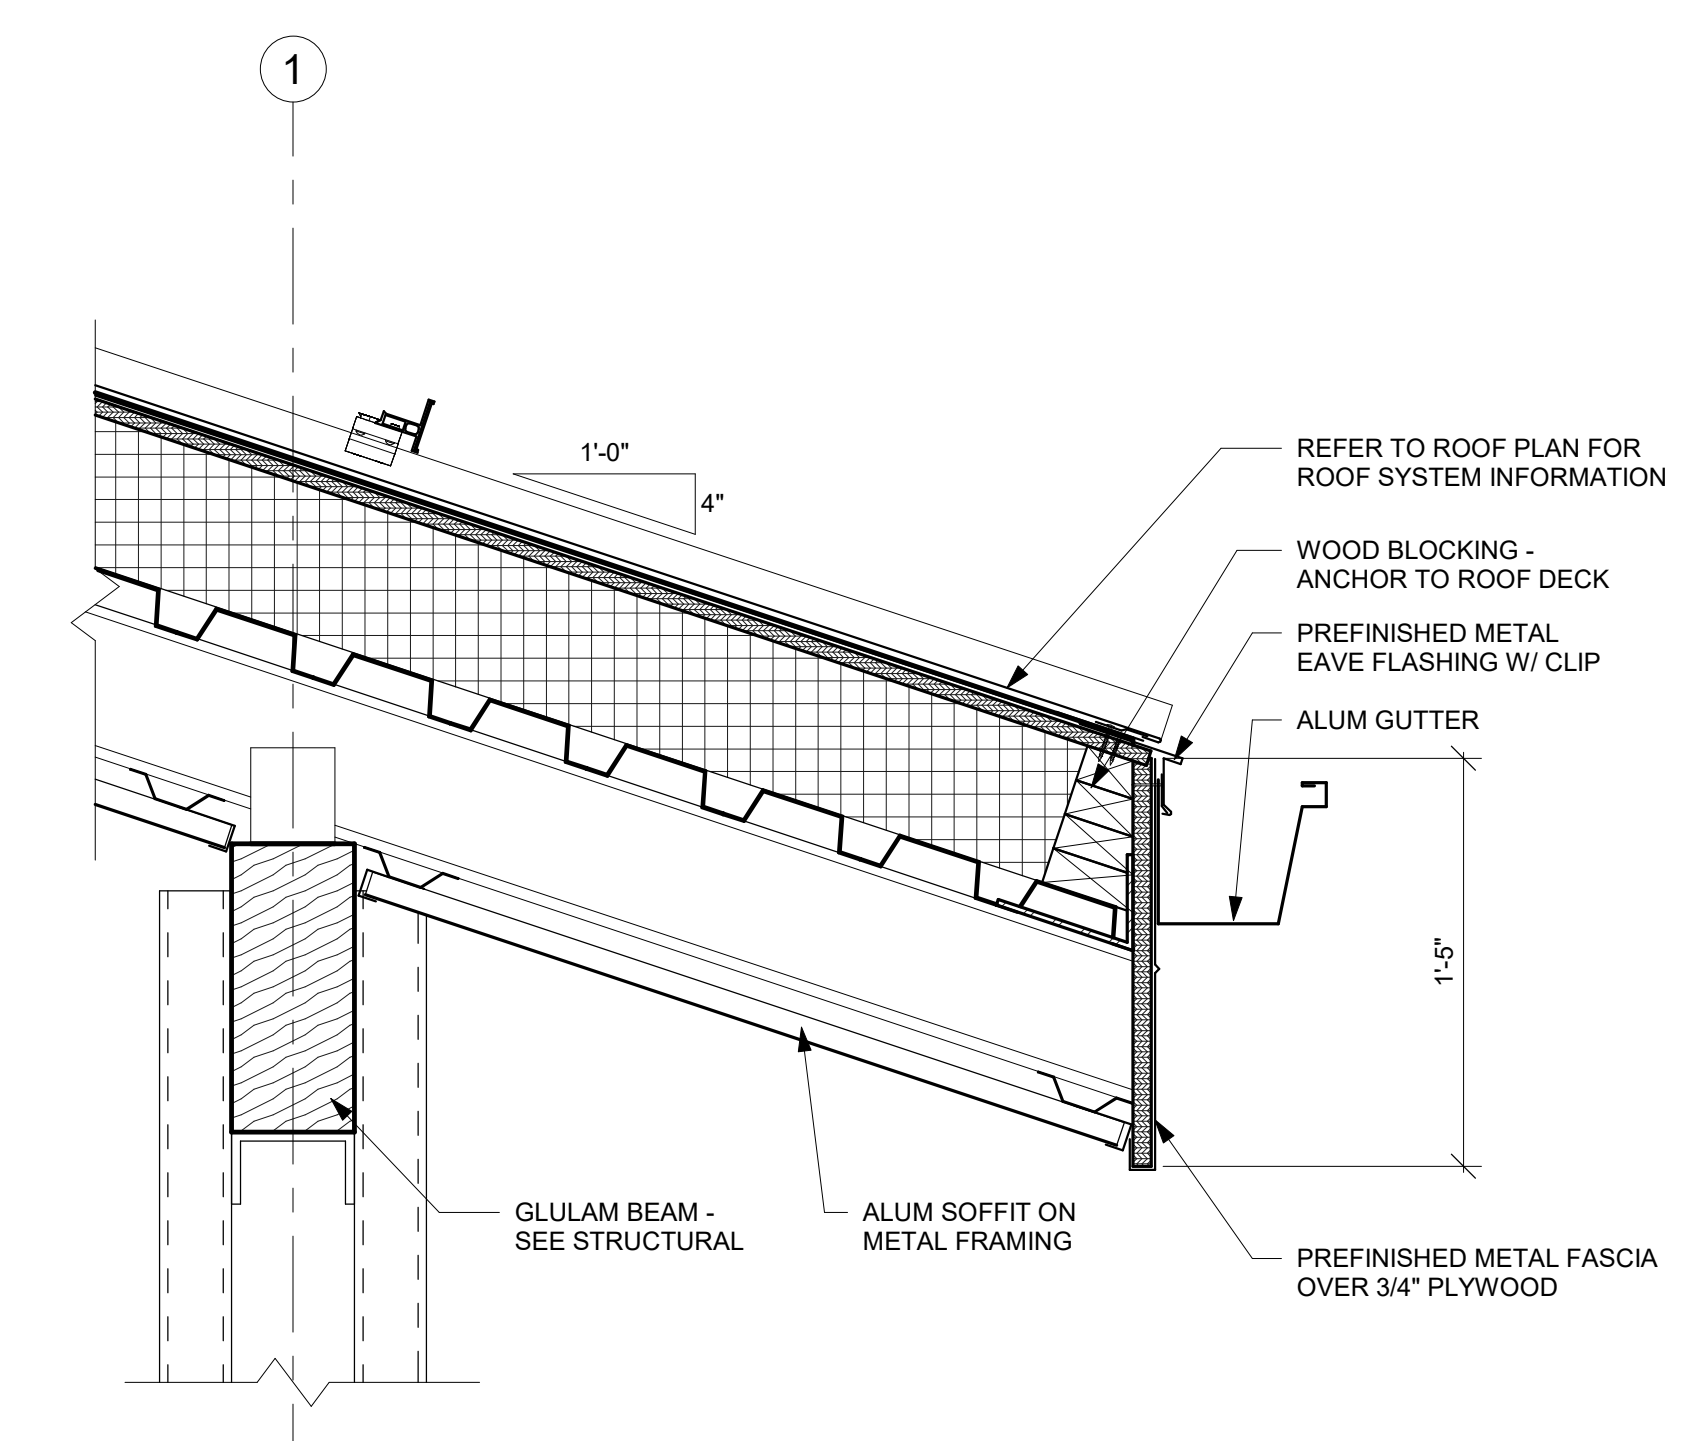 1
1'-0"
4"
REFER TO ROOF PLAN FOR
ROOF SYSTEM INFORMATION
WOOD BLOCKING -
ANCHOR TO ROOF DECK
PREFINISHED METAL
EAVE FLASHING W/ CLIP
ALUM GUTTER
1'-5"
GLULAM BEAM -
SEE STRUCTURAL
ALUM SOFFIT ON
METAL FRAMING
PREFINISHED METAL FASCIA
OVER 3/4" PLYWOOD